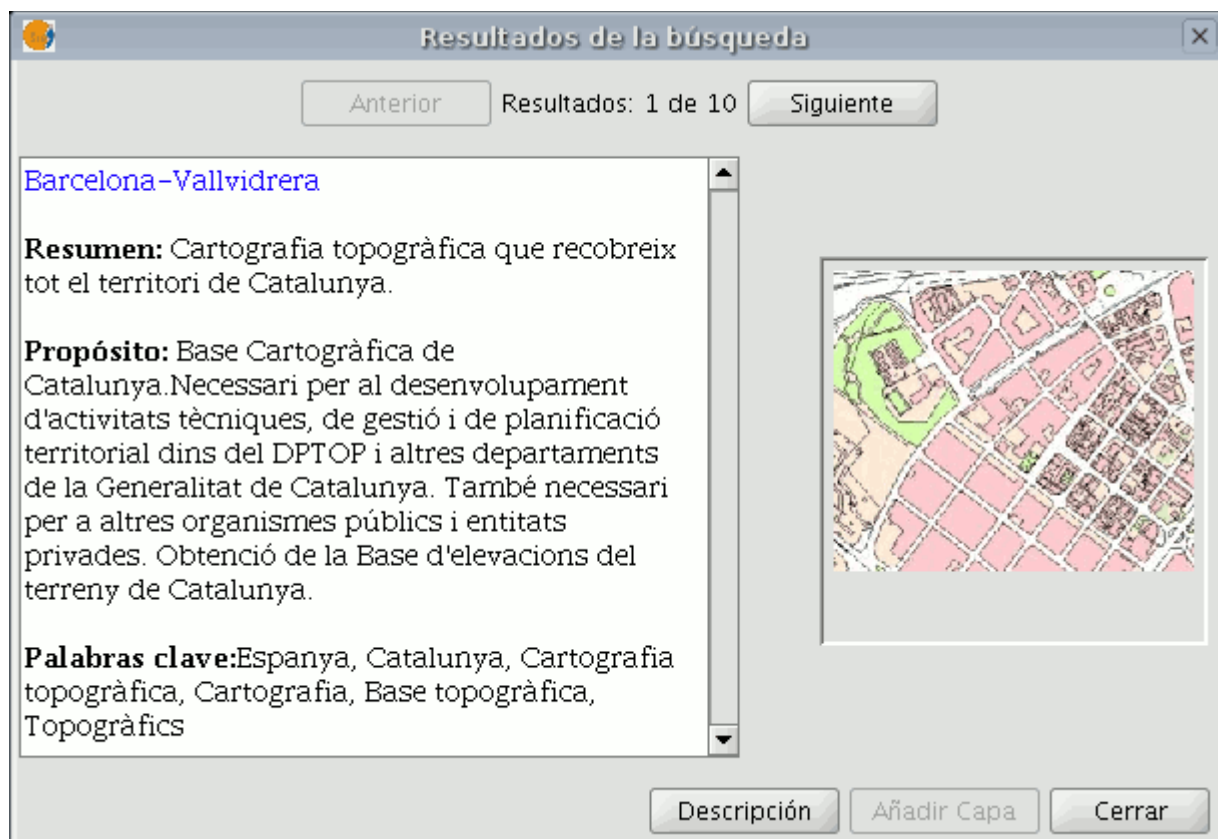 Resultados de la búsqueda
Anterior Resultados: 1 de 10 Siguiente
Barcelona-Vallvidrera
Resumen: Cartografia topogràfica que recobreix
tot el territori de Catalunya.
Propósito: Base Cartogràfica de
Catalunya.Necessari per al desenvolupament
d'activitats tècniques, de gestió i de planificació
territorial dins del DPTOP i altres departaments
de la Generalitat de Catalunya. També necessari
per a altres organismes públics i entitats
privades. Obtenció de la Base d'elevacions del
terreny de Catalunya.
Palabras clave:Espanya, Catalunya, Cartografia
topogràfica, Cartografia, Base topogràfica,
Topogràfics
Descripción Añadir Capa Cerrar